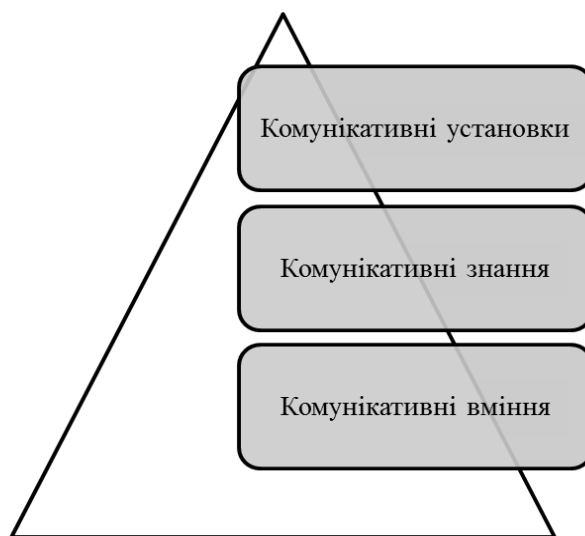 Комунікативні установки
Комунікативні знання
Комунікативні вміння